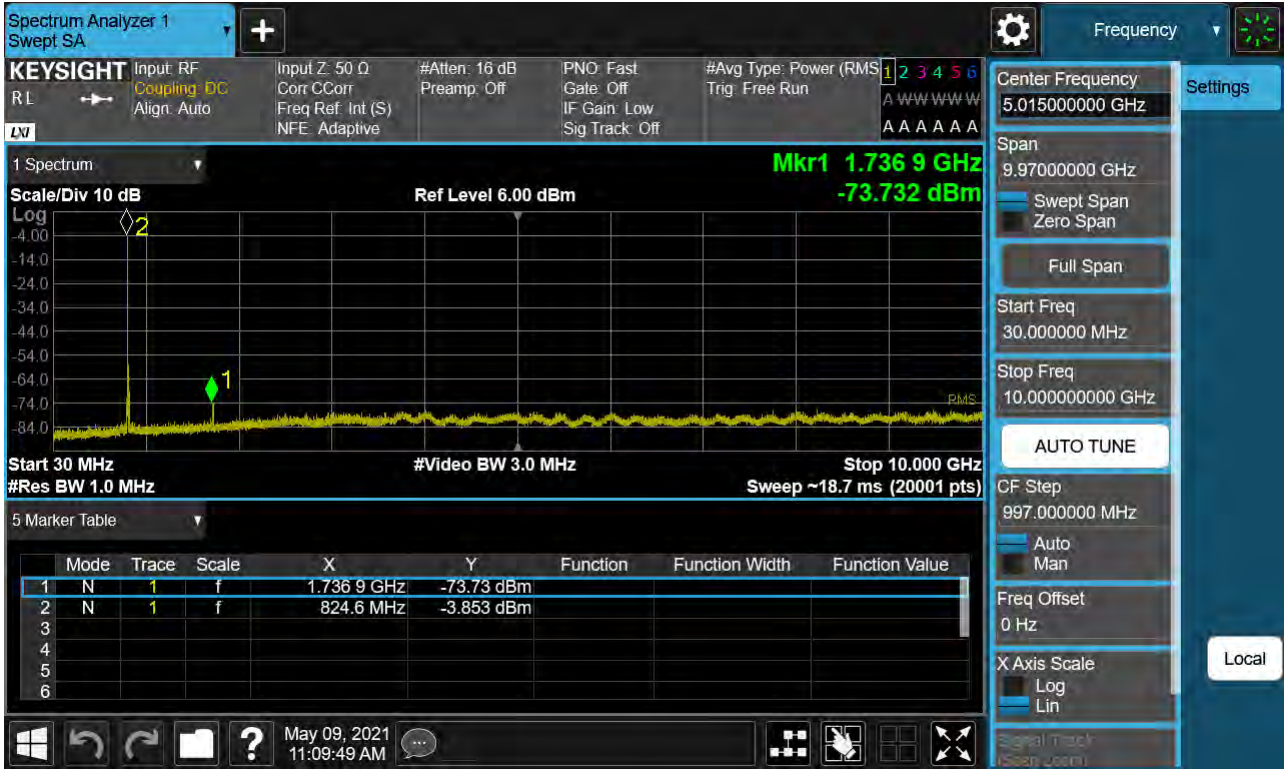 Spectrum Analyzer 1
Swept SA
+
Frequency
KEYSIGHT
RL
LXI
Input: RF
Coupling: DC
Align: Auto
Input Z: 50 Ω
Corr CCorr
Freq Ref: Int (S)
NFE: Adaptive
#Atten: 16 dB
Preamp: Off
PNO: Fast
Gate: Off
IF Gain: Low
Sig Track: Off
#Avg Type: Power (RMS
Trig: Free Run
1 2 3 4 5 6
A W W W W W
A A A A A A
1 Spectrum
Scale/Div 10 dB
Ref Level 6.00 dBm
Mkr1 1.736 9 GHz
-73.732 dBm
Log
-4.00
-14.0
-24.0
-34.0
-44.0
-54.0
-64.0
-74.0
-84.0
2
1
RMS
Start 30 MHz
#Video BW 3.0 MHz
Stop 10.000 GHz
#Res BW 1.0 MHz
Sweep ~18.7 ms (20001 pts)
5 Marker Table
Mode Trace Scale X Y Function Function Width Function Value
1 N 1 f 1.736 9 GHz -73.73 dBm
2 N 1 f 824.6 MHz -3.853 dBm
3
4
5
6
May 09, 2021
11:09:49 AM
?
Center Frequency
5.015000000 GHz
Span
9.97000000 GHz
Swept Span
Zero Span
Full Span
Start Freq
30.000000 MHz
Stop Freq
10.000000000 GHz
AUTO TUNE
CF Step
997.000000 MHz
Auto
Man
Freq Offset
0 Hz
X Axis Scale
Log
Lin
Signal Track
(Span Zoom)
Settings
Local